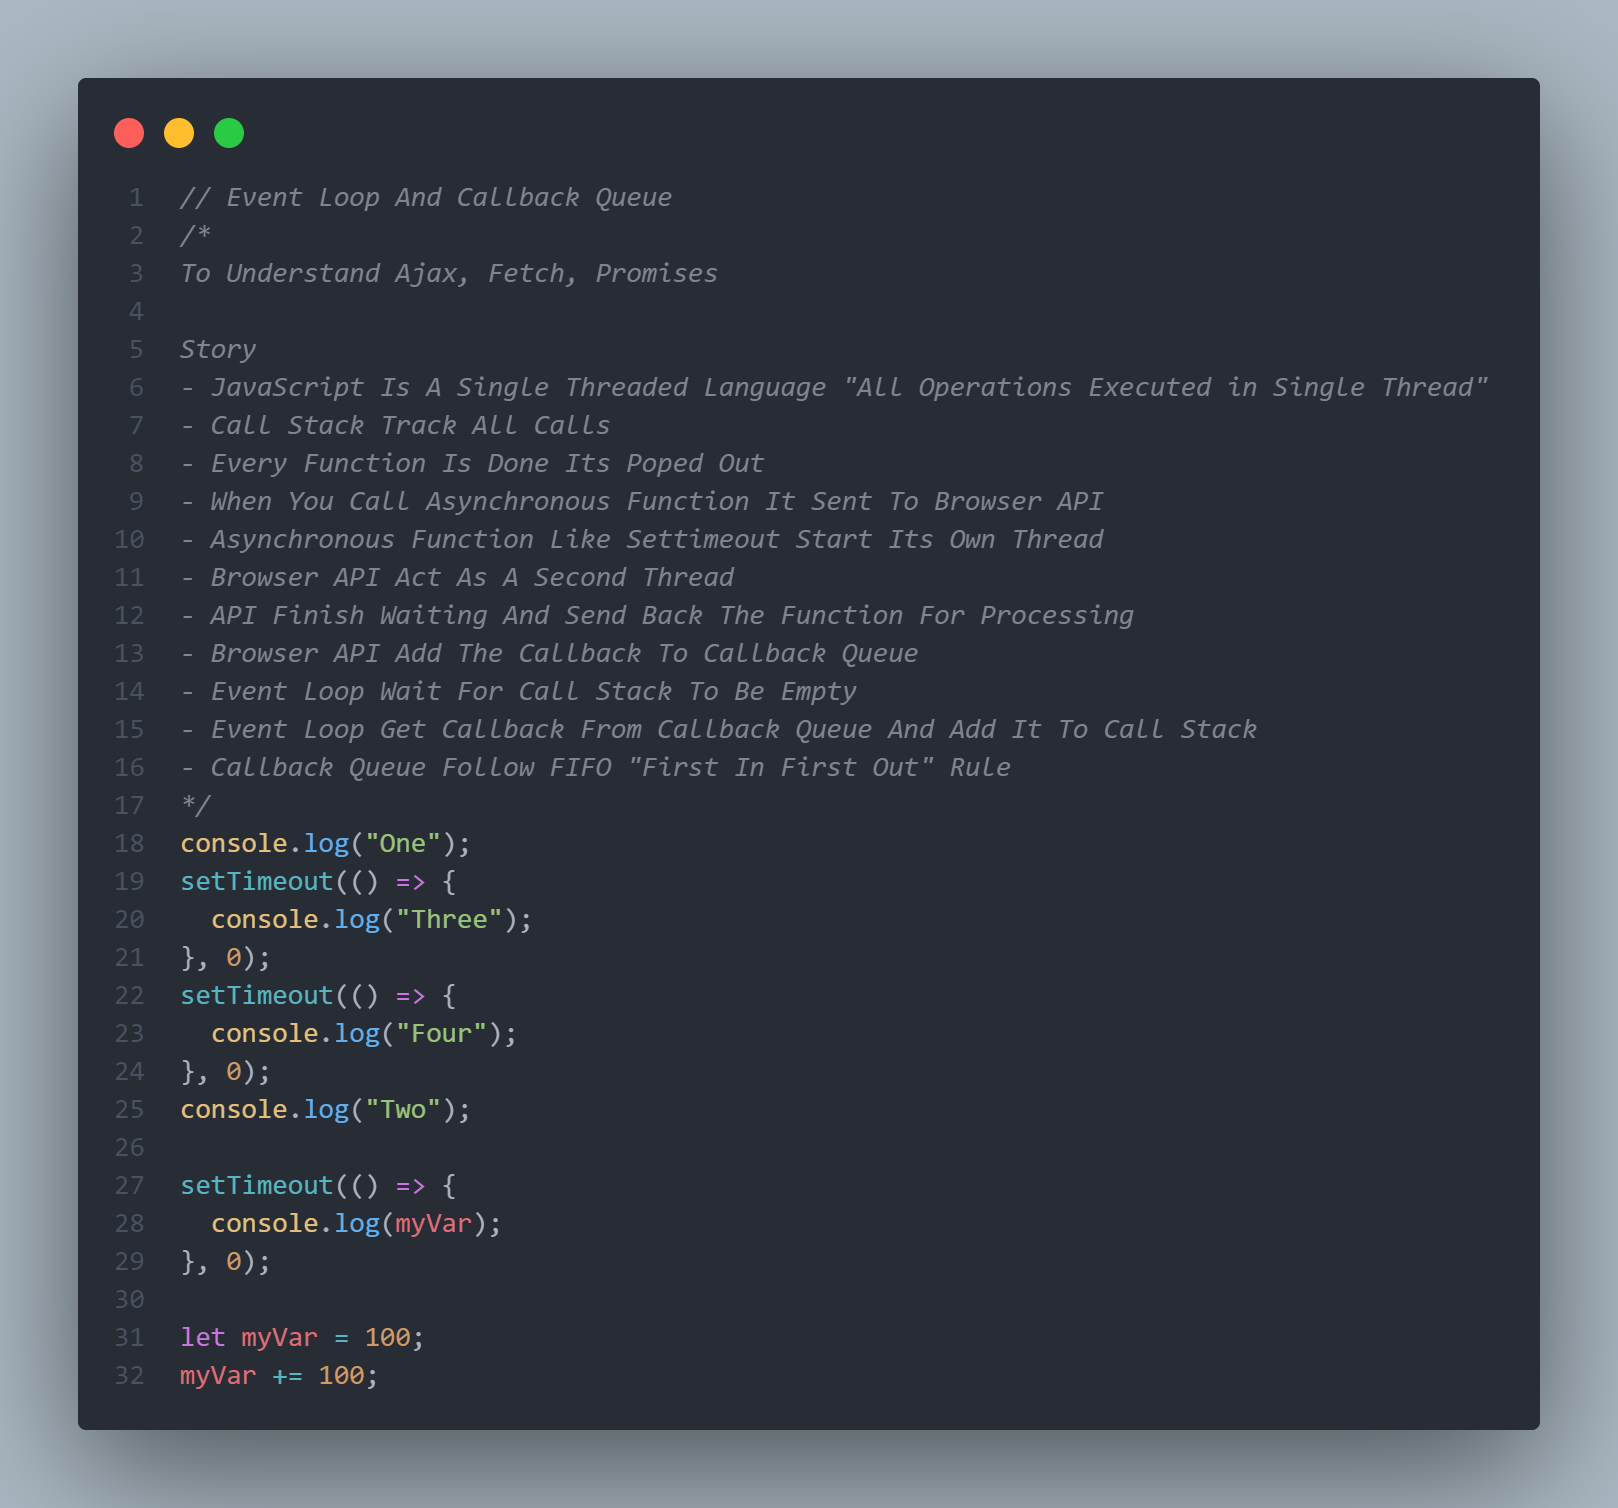 1 // Event Loop And Callback Queue
2 /*
3 To Understand Ajax, Fetch, Promises
4
5 Story
6 - JavaScript Is A Single Threaded Language "All Operations Executed in Single Thread"
7 - Call Stack Track All Calls
8 - Every Function Is Done Its Poped Out
9 - When You Call Asynchronous Function It Sent To Browser API
10 - Asynchronous Function Like Settimeout Start Its Own Thread
11 - Browser API Act As A Second Thread
12 - API Finish Waiting And Send Back The Function For Processing
13 - Browser API Add The Callback To Callback Queue
14 - Event Loop Wait For Call Stack To Be Empty
15 - Event Loop Get Callback From Callback Queue And Add It To Call Stack
16 - Callback Queue Follow FIFO "First In First Out" Rule
17 */
18 console.log("One");
19 setTimeout(() => {
20   console.log("Three");
21 }, 0);
22 setTimeout(() => {
23   console.log("Four");
24 }, 0);
25 console.log("Two");
26
27 setTimeout(() => {
28   console.log(myVar);
29 }, 0);
30
31 let myVar = 100;
32 myVar += 100;